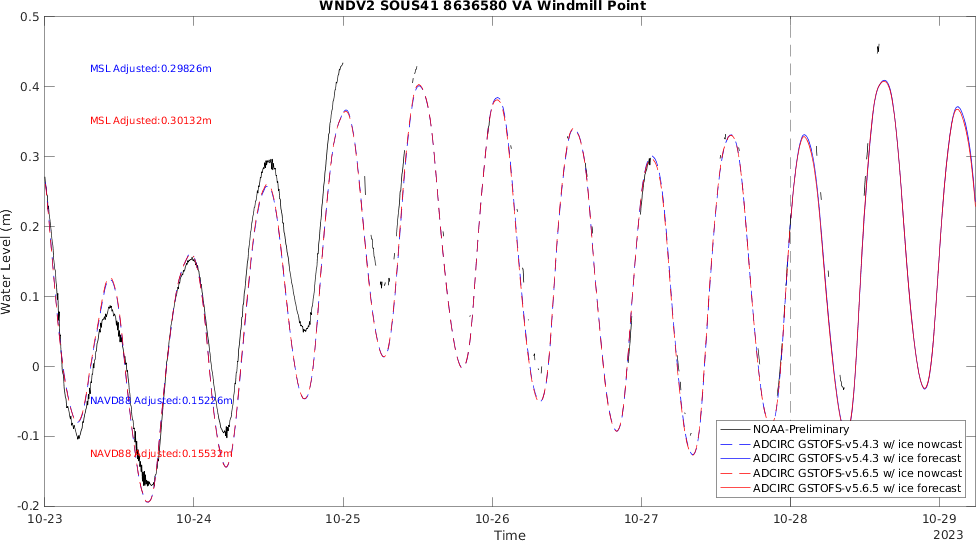 WNDV2 SOUS41 8636580 VA Windmill Point
0.5
0.4
0.3
0.2
0.1
0
-0.1
-0.2
Water Level (m)
MSL Adjusted:0.29826m
MSL Adjusted:0.30132m
NAVD88 Adjusted:0.15226m
NAVD88 Adjusted:0.15532m
NOAA-Preliminary
ADCIRC GSTOFS-v5.4.3 w/ ice nowcast
ADCIRC GSTOFS-v5.4.3 w/ ice forecast
ADCIRC GSTOFS-v5.6.5 w/ ice nowcast
ADCIRC GSTOFS-v5.6.5 w/ ice forecast
10-23 10-24 10-25 10-26 10-27 10-28 10-29
Time
2023